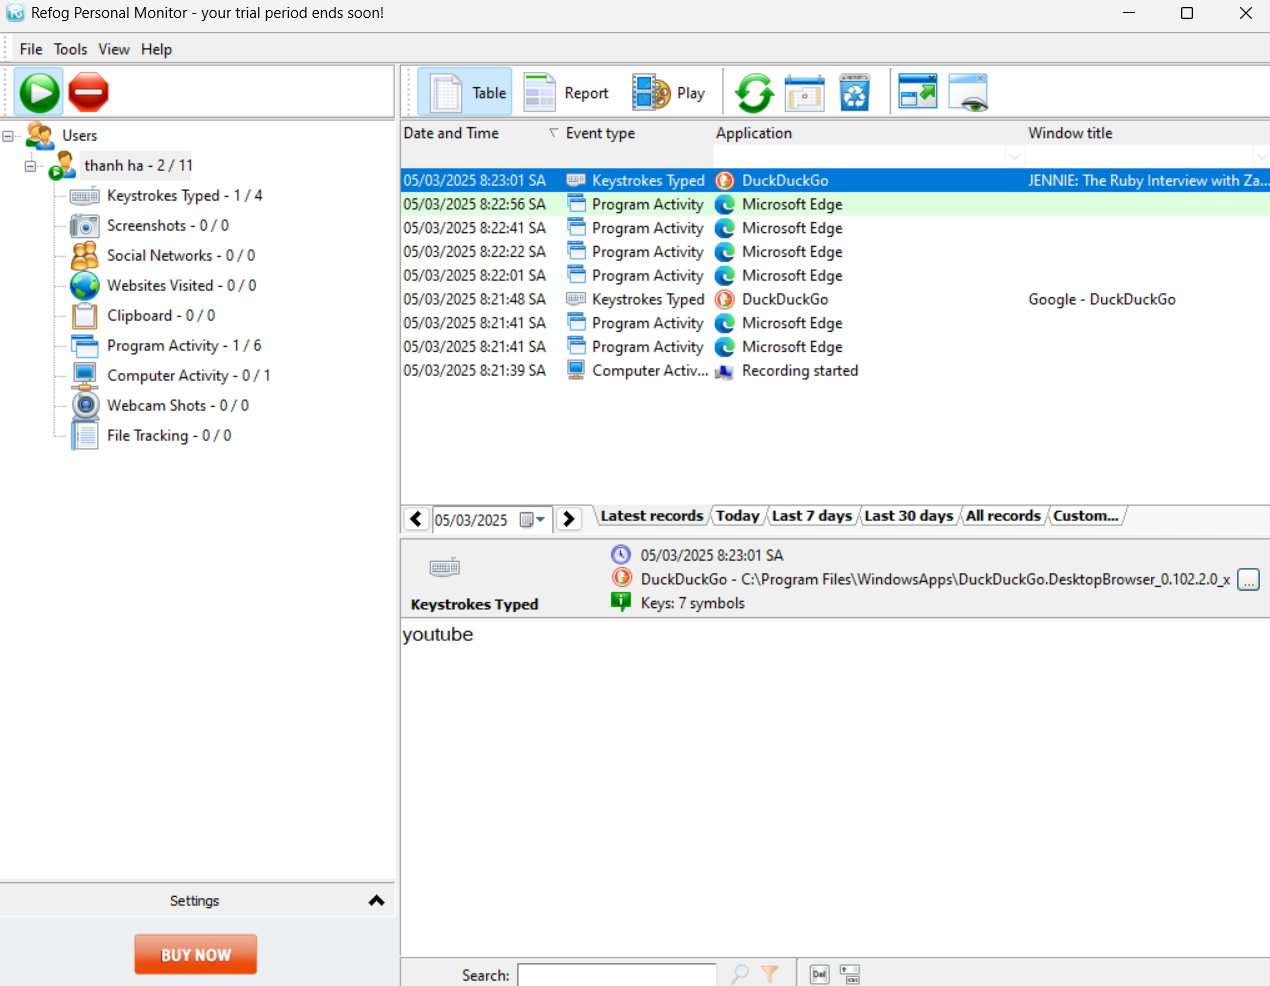 Refog Personal Monitor - your trial period ends soon!
File Tools View Help
Table Report Play
Users
thanh ha - 2 / 11
Keystrokes Typed - 1 / 4
Screenshots - 0 / 0
Social Networks - 0 / 0
Websites Visited - 0 / 0
Clipboard - 0 / 0
Program Activity - 1 / 6
Computer Activity - 0 / 1
Webcam Shots - 0 / 0
File Tracking - 0 / 0
Date and Time Event type Application Window title
05/03/2025 8:23:01 SA Keystrokes Typed DuckDuckGo JENNIE: The Ruby Interview with Za...
05/03/2025 8:22:56 SA Program Activity Microsoft Edge
05/03/2025 8:22:41 SA Program Activity Microsoft Edge
05/03/2025 8:22:22 SA Program Activity Microsoft Edge
05/03/2025 8:22:01 SA Program Activity Microsoft Edge
05/03/2025 8:21:48 SA Keystrokes Typed DuckDuckGo Google - DuckDuckGo
05/03/2025 8:21:41 SA Program Activity Microsoft Edge
05/03/2025 8:21:41 SA Program Activity Microsoft Edge
05/03/2025 8:21:39 SA Computer Activ... Recording started
05/03/2025 Latest records Today Last 7 days Last 30 days All records Custom...
05/03/2025 8:23:01 SA
DuckDuckGo - C:\Program Files\WindowsApps\DuckDuckGo.DesktopBrowser_0.102.2.0_x ...
Keystrokes Typed Keys: 7 symbols
youtube
Settings
BUY NOW
Search: Del